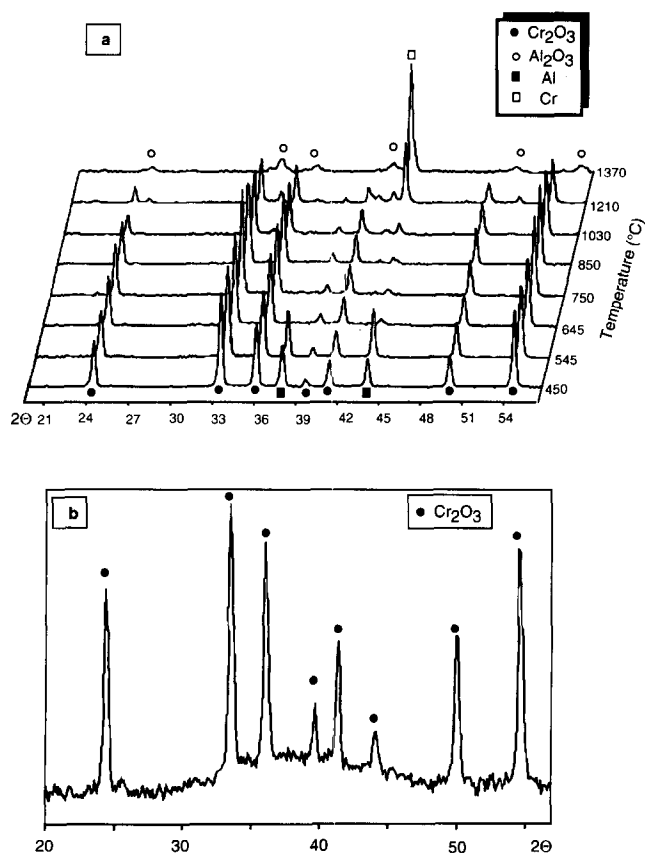 a
Cr2O3
Al2O3
Al
Cr
1370
1210
1030
850
750
645
545
450
Temperature (°C)
2Θ 21 24 27 30 33 36 39 42 45 48 51 54
b
Cr2O3
20 30 40 50 2Θ